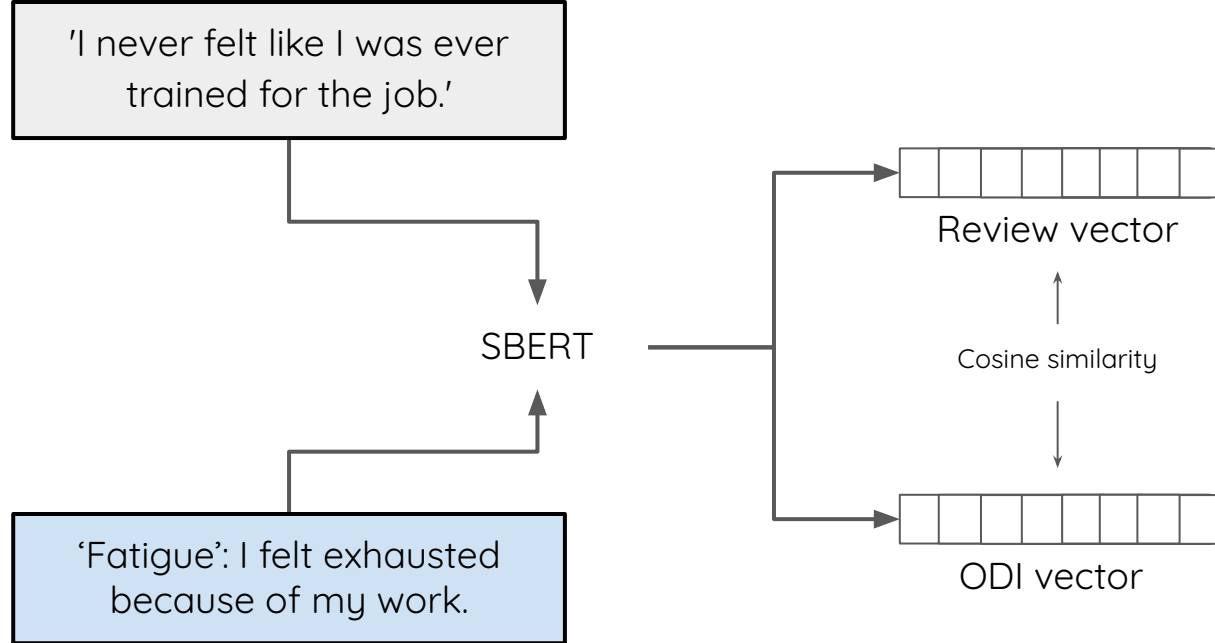 'I never felt like I was ever
trained for the job.'
SBERT
‘Fatigue’: I felt exhausted
because of my work.
Review vector
Cosine similarity
ODI vector